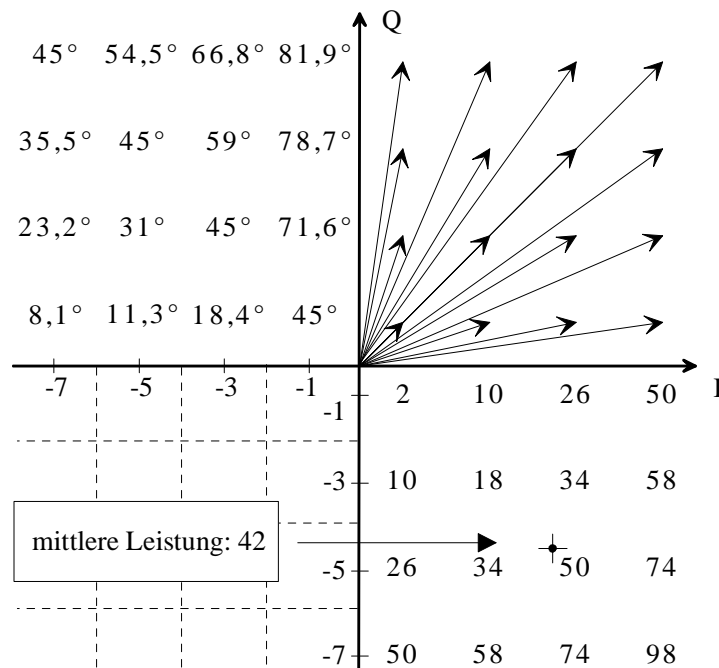 Q
45° 54,5° 66,8° 81,9°
35,5° 45° 59° 78,7°
23,2° 31° 45° 71,6°
8,1° 11,3° 18,4° 45°
I
-7 -5 -3 -1
-1 2 10 26 50
-3 10 18 34 58
mittlere Leistung: 42
-5 26 34 50 74
-7 50 58 74 98